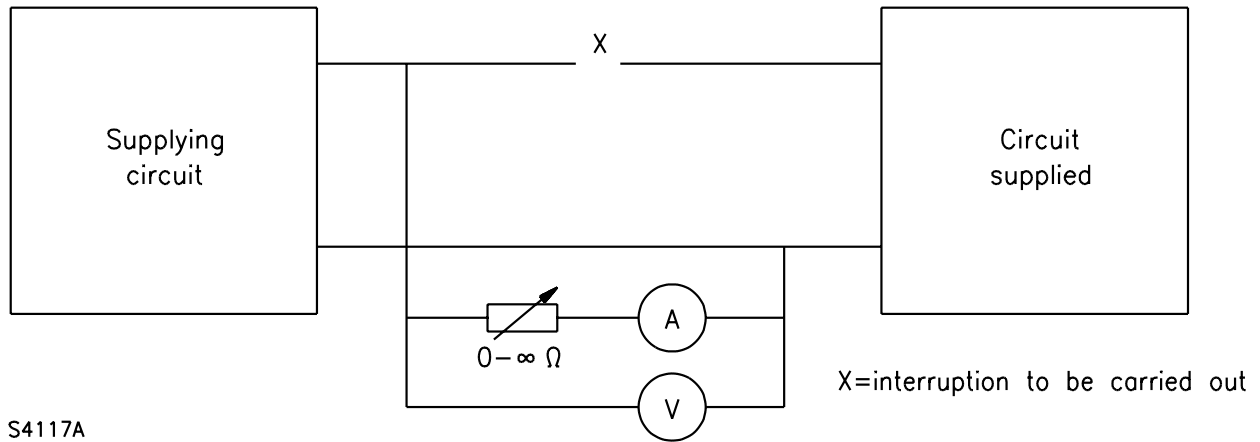 X
Supplying
circuit
Circuit
supplied
A
0–∞ Ω
V
X=interruption to be carried out
S4117A